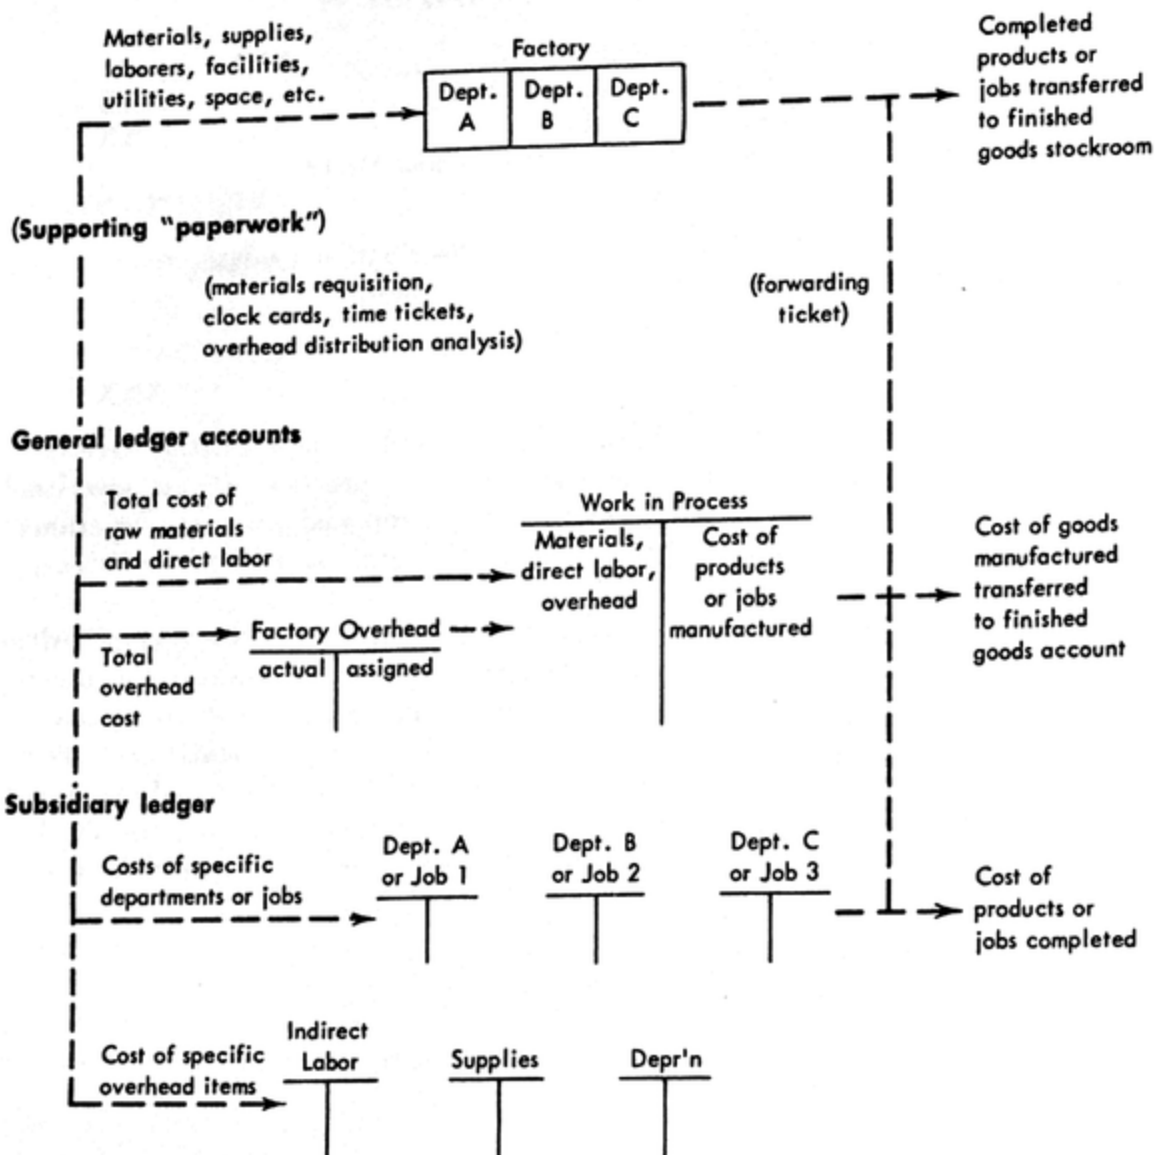 Materials, supplies,
laborers, facilities,
utilities, space, etc.
Factory
Dept.
A
Dept.
B
Dept.
C
Completed
products or
jobs transferred
to finished
goods stockroom
(Supporting "paperwork")
(materials requisition,
clock cards, time tickets,
overhead distribution analysis)
(forwarding
ticket)
General ledger accounts
Total cost of
raw materials
and direct labor
Work in Process
Materials,
direct labor,
overhead
Cost of
products
or jobs
manufactured
Cost of goods
manufactured
transferred
to finished
goods account
Factory Overhead
actual
assigned
Total
overhead
cost
Subsidiary ledger
Costs of specific
departments or jobs
Dept. A
or Job 1
Dept. B
or Job 2
Dept. C
or Job 3
Cost of
products or
jobs completed
Cost of specific
overhead items
Indirect
Labor
Supplies
Depr'n